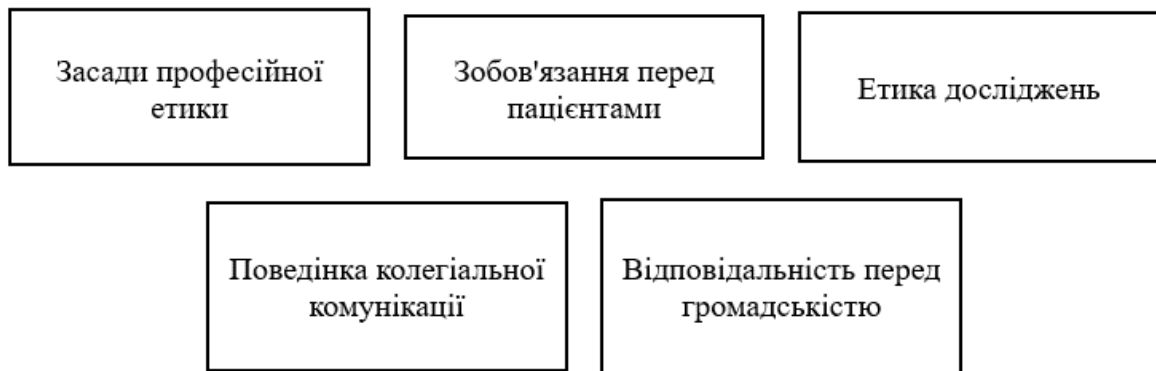 Засади професійної
етики
Зобов'язання перед
пацієнтами
Етика досліджень
Поведінка колегіальної
комунікації
Відповідальність перед
громадськістю